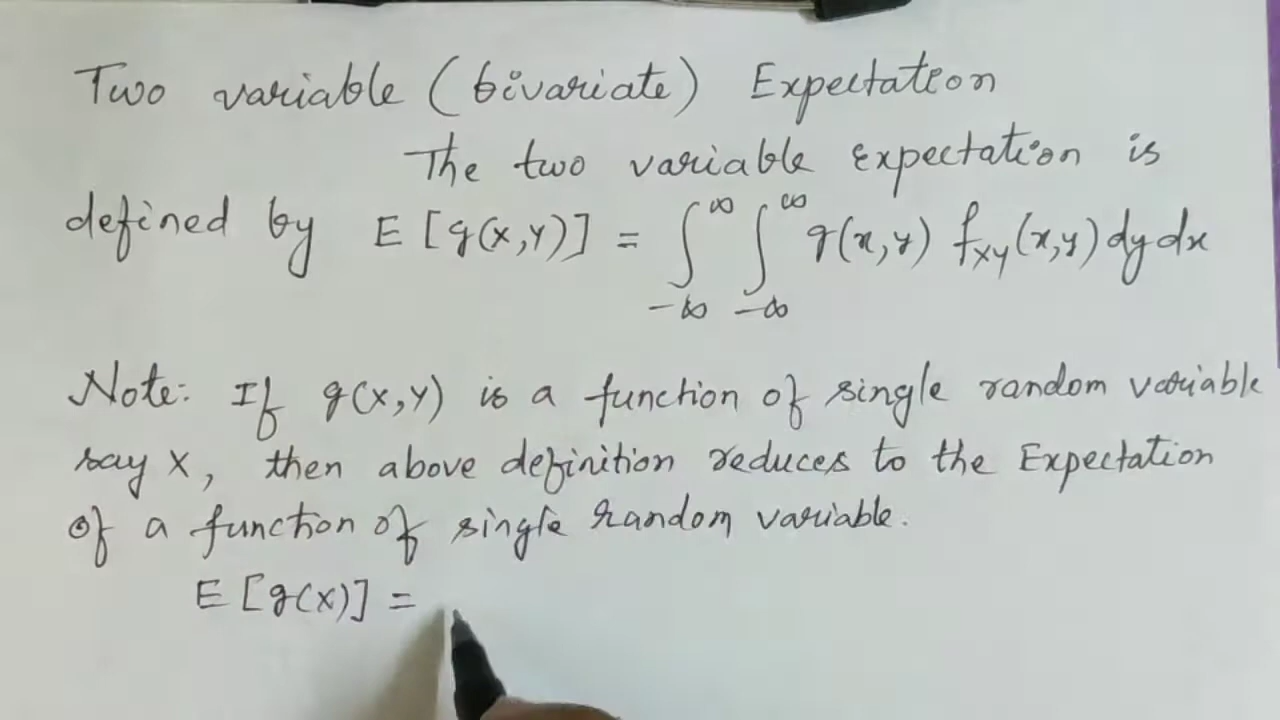 Two variable (bivariate) Expectation
The two variable expectation is
defined by E[g(X,Y)] = ∫_{-∞}^{∞} ∫_{-∞}^{∞} g(x,y) f_{XY}(x,y) dy dx
Note: If g(X,Y) is a function of single random variable
say X, then above definition reduces to the Expectation
of a function of single random variable.
E[g(X)] =